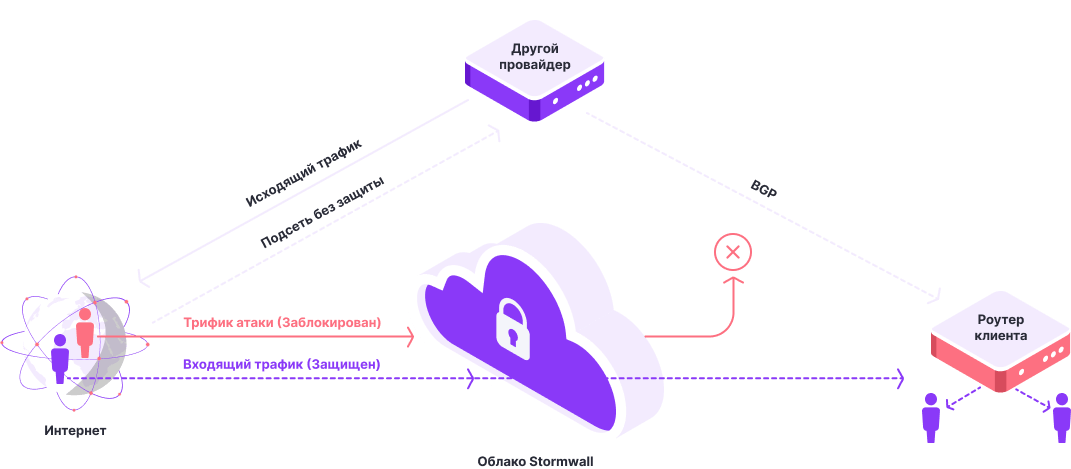 Другой
провайдер
Исходящий трафик
Подсеть без защиты
BGP
Трифик атаки (Заблокирован)
Входящий трафик (Защищен)
Роутер
клиента
Интернет
Облако Stormwall